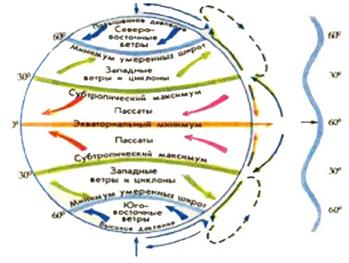 давление
60°
Северо-
восточные
ветры
Минимум умеренных широт
30°
Западные
ветры и циклоны
Субтропический максимум
Пассаты
0°
Экваториальный минимум
Пассаты
Субтропический максимум
30°
Западные
ветры и циклоны
Минимум умеренных широт
60°
Юго-
восточные
ветры
Высокое давление
60°
30°
60°
30°
60°